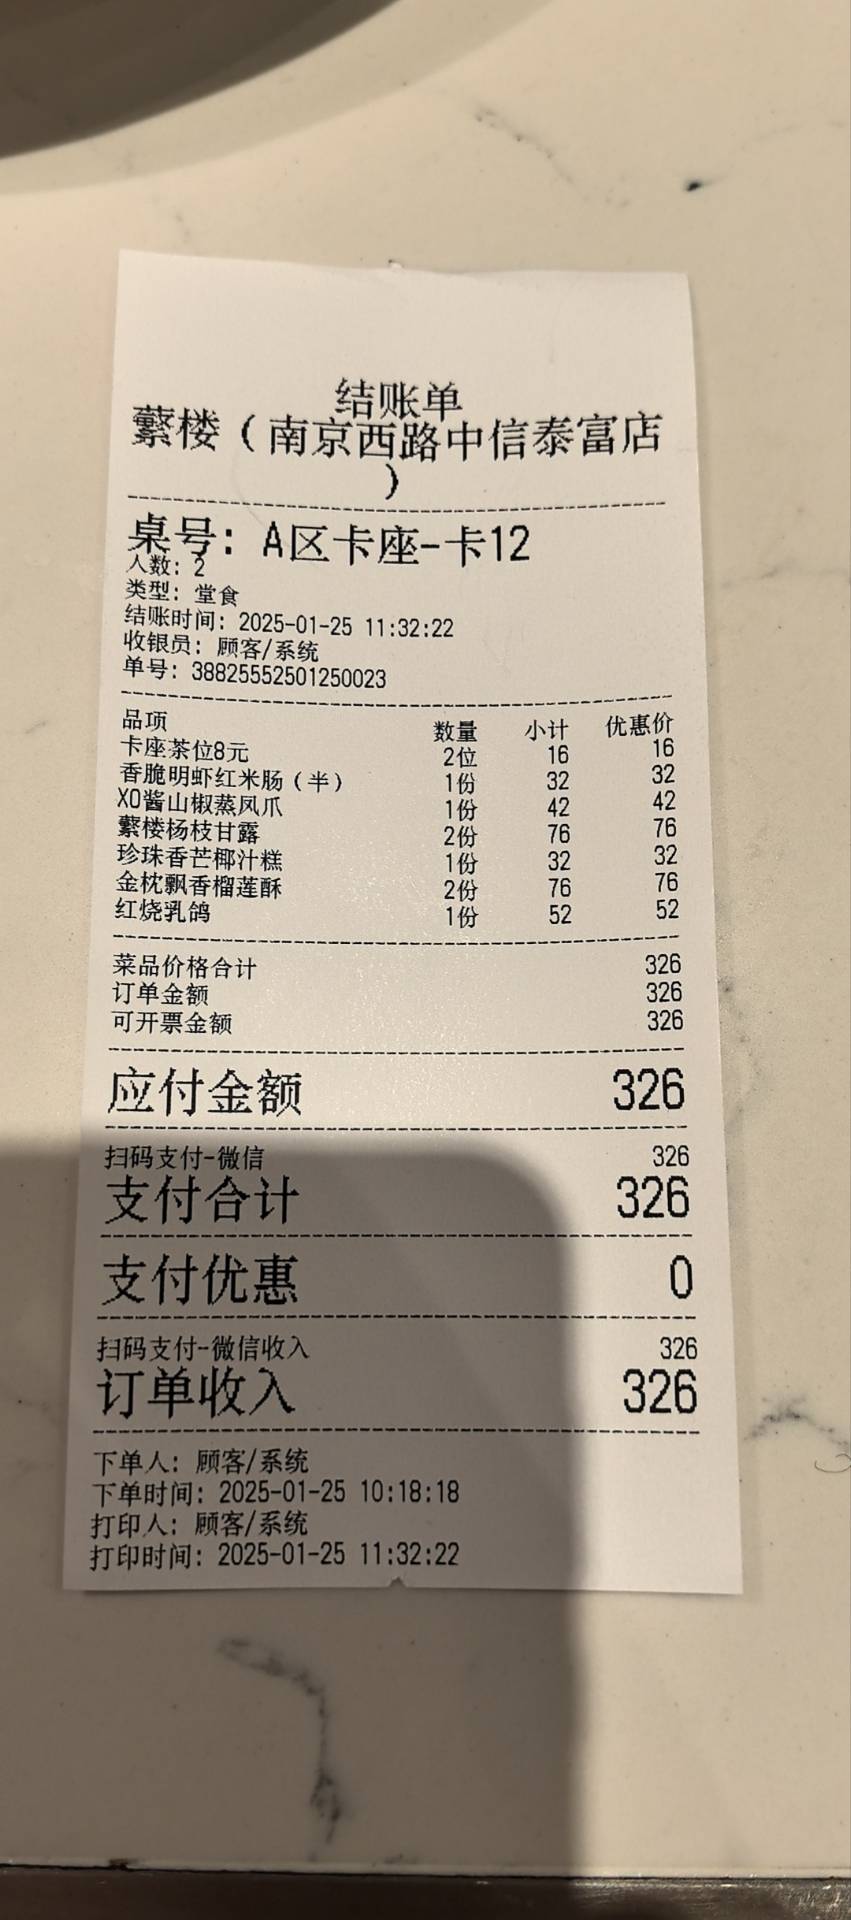 结账单
蘩楼（南京西路中信泰富店
）
桌号：A区卡座-卡12
人数：2
类型：堂食
结账时间：2025-01-25 11:32:22
收银员：顾客/系统
单号：38825552501250023
品项 数量 小计 优惠价
卡座茶位8元 2位 16 16
香脆明虾红米肠（半） 1份 32 32
XO酱山椒蒸凤爪 1份 42 42
蘩楼杨枝甘露 2份 76 76
珍珠香芒椰汁糕 1份 32 32
金枕飘香榴莲酥 2份 76 76
红烧乳鸽 1份 52 52
菜品价格合计 326
订单金额 326
可开票金额 326
应付金额 326
扫码支付-微信 326
支付合计 326
支付优惠 0
扫码支付-微信收入 326
订单收入 326
下单人：顾客/系统
下单时间：2025-01-25 10:18:18
打印人：顾客/系统
打印时间：2025-01-25 11:32:22